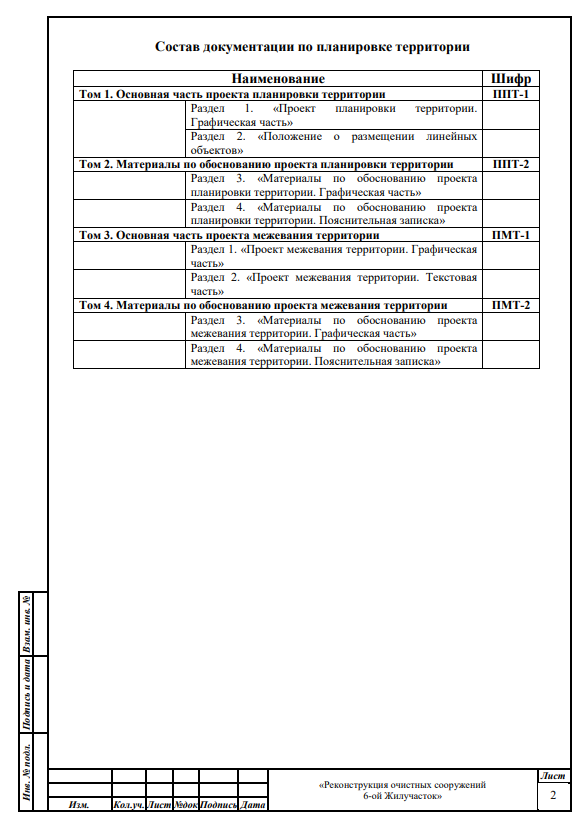 Состав документации по планировке территории
Наименование Шифр
Том 1. Основная часть проекта планировки территории ППТ-1
Раздел 1. «Проект планировки территории.
Графическая часть»
Раздел 2. «Положение о размещении линейных
объектов»
Том 2. Материалы по обоснованию проекта планировки территории ППТ-2
Раздел 3. «Материалы по обоснованию проекта
планировки территории. Графическая часть»
Раздел 4. «Материалы по обоснованию проекта
планировки территории. Пояснительная записка»
Том 3. Основная часть проекта межевания территории ПМТ-1
Раздел 1. «Проект межевания территории. Графическая
часть»
Раздел 2. «Проект межевания территории. Текстовая
часть»
Том 4. Материалы по обоснованию проекта межевания территории ПМТ-2
Раздел 3. «Материалы по обоснованию проекта
межевания территории. Графическая часть»
Раздел 4. «Материалы по обоснованию проекта
межевания территории. Пояснительная записка»
Взам. инв. №
Подпись и дата
Инв. № подл.
Изм. Кол.уч. Лист №док Подпись Дата
«Реконструкция очистных сооружений
6-ой Жилучасток»
Лист
2